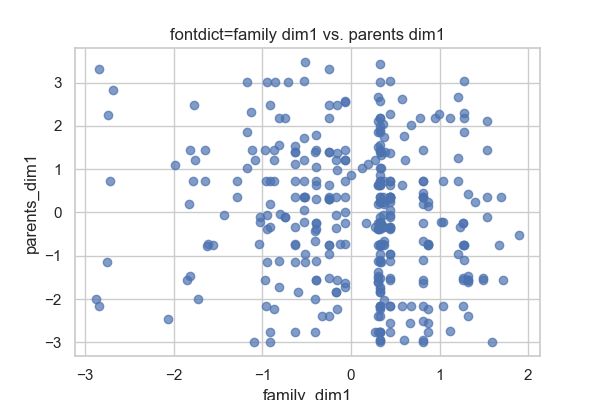 fontdict=family dim1 vs. parents dim1
parents_dim1
3
2
1
0
−1
−2
−3
−3 −2 −1 0 1 2
family_dim1